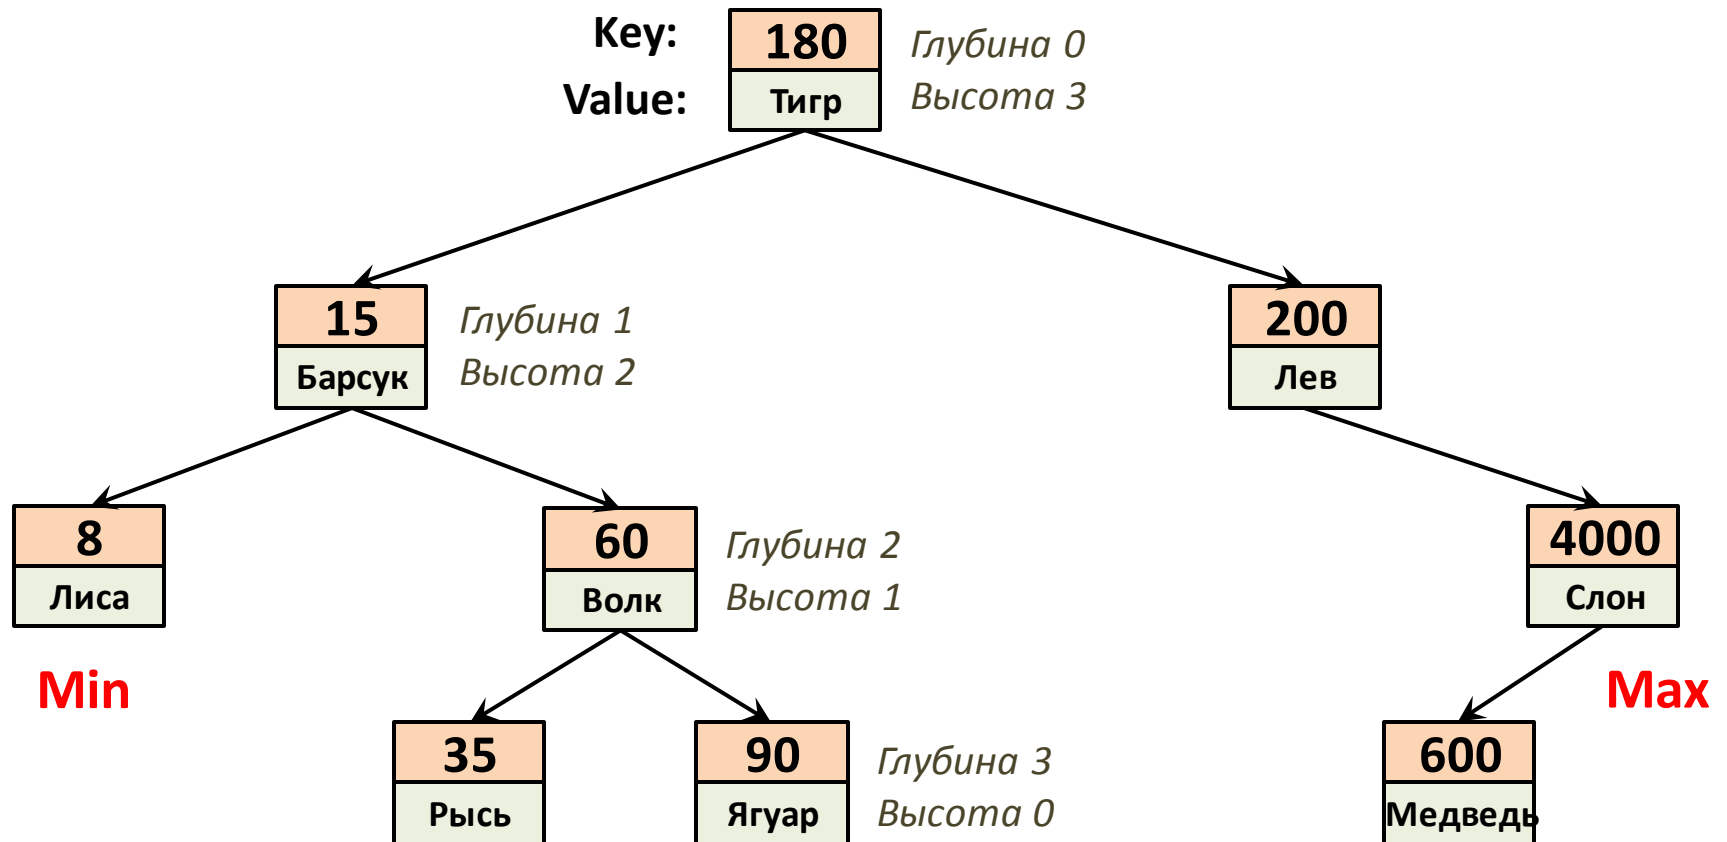 Key:
180
Глубина 0
Value:
Тигр
Высота 3
15
Глубина 1
200
Барсук
Высота 2
Лев
8
60
Глубина 2
4000
Лиса
Волк
Высота 1
Слон
Min
Max
35
90
Глубина 3
600
Рысь
Ягуар
Высота 0
Медведь